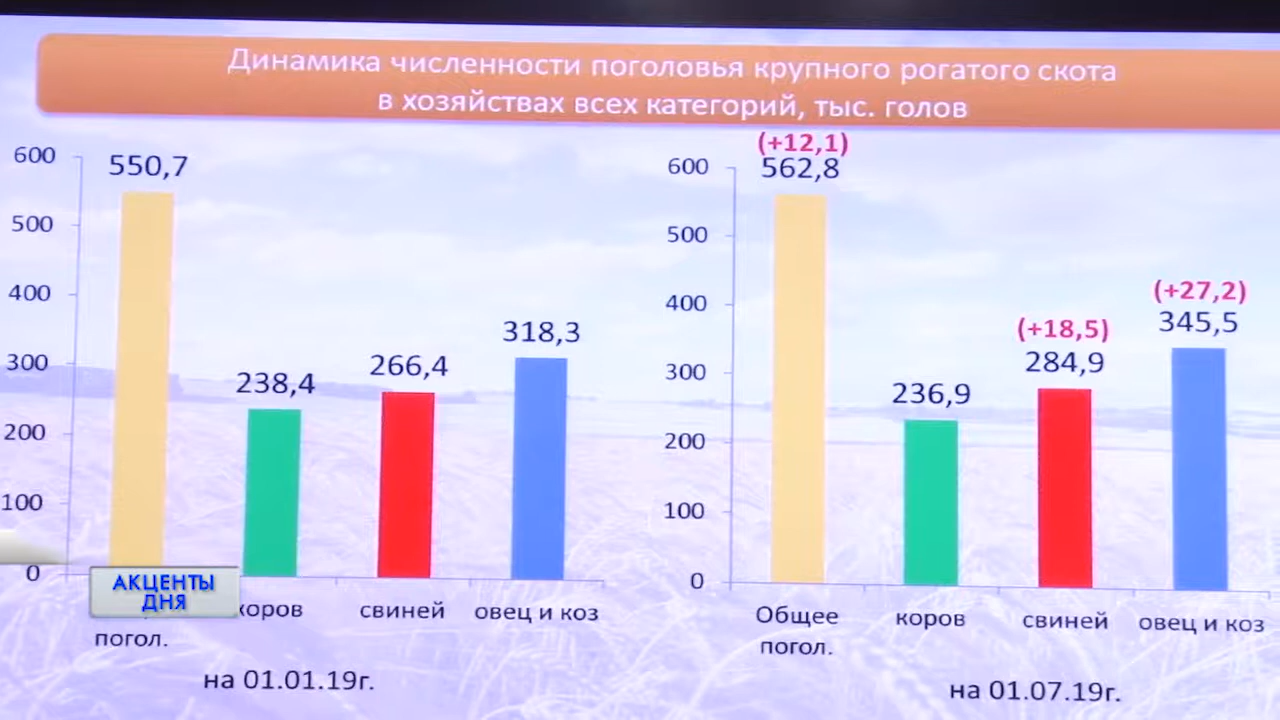 Динамика численности поголовья крупного рогатого скота
в хозяйствах всех категорий, тыс. голов
600
500
400
300
200
100
0
550,7
238,4
266,4
318,3
коров
свиней
овец и коз
погол.
на 01.01.19г.
600
500
400
300
200
100
0
(+12,1)
562,8
236,9
(+18,5)
284,9
(+27,2)
345,5
Общее
погол.
коров
свиней
овец и коз
на 01.07.19г.
АКЦЕНТЫ
ДНЯ